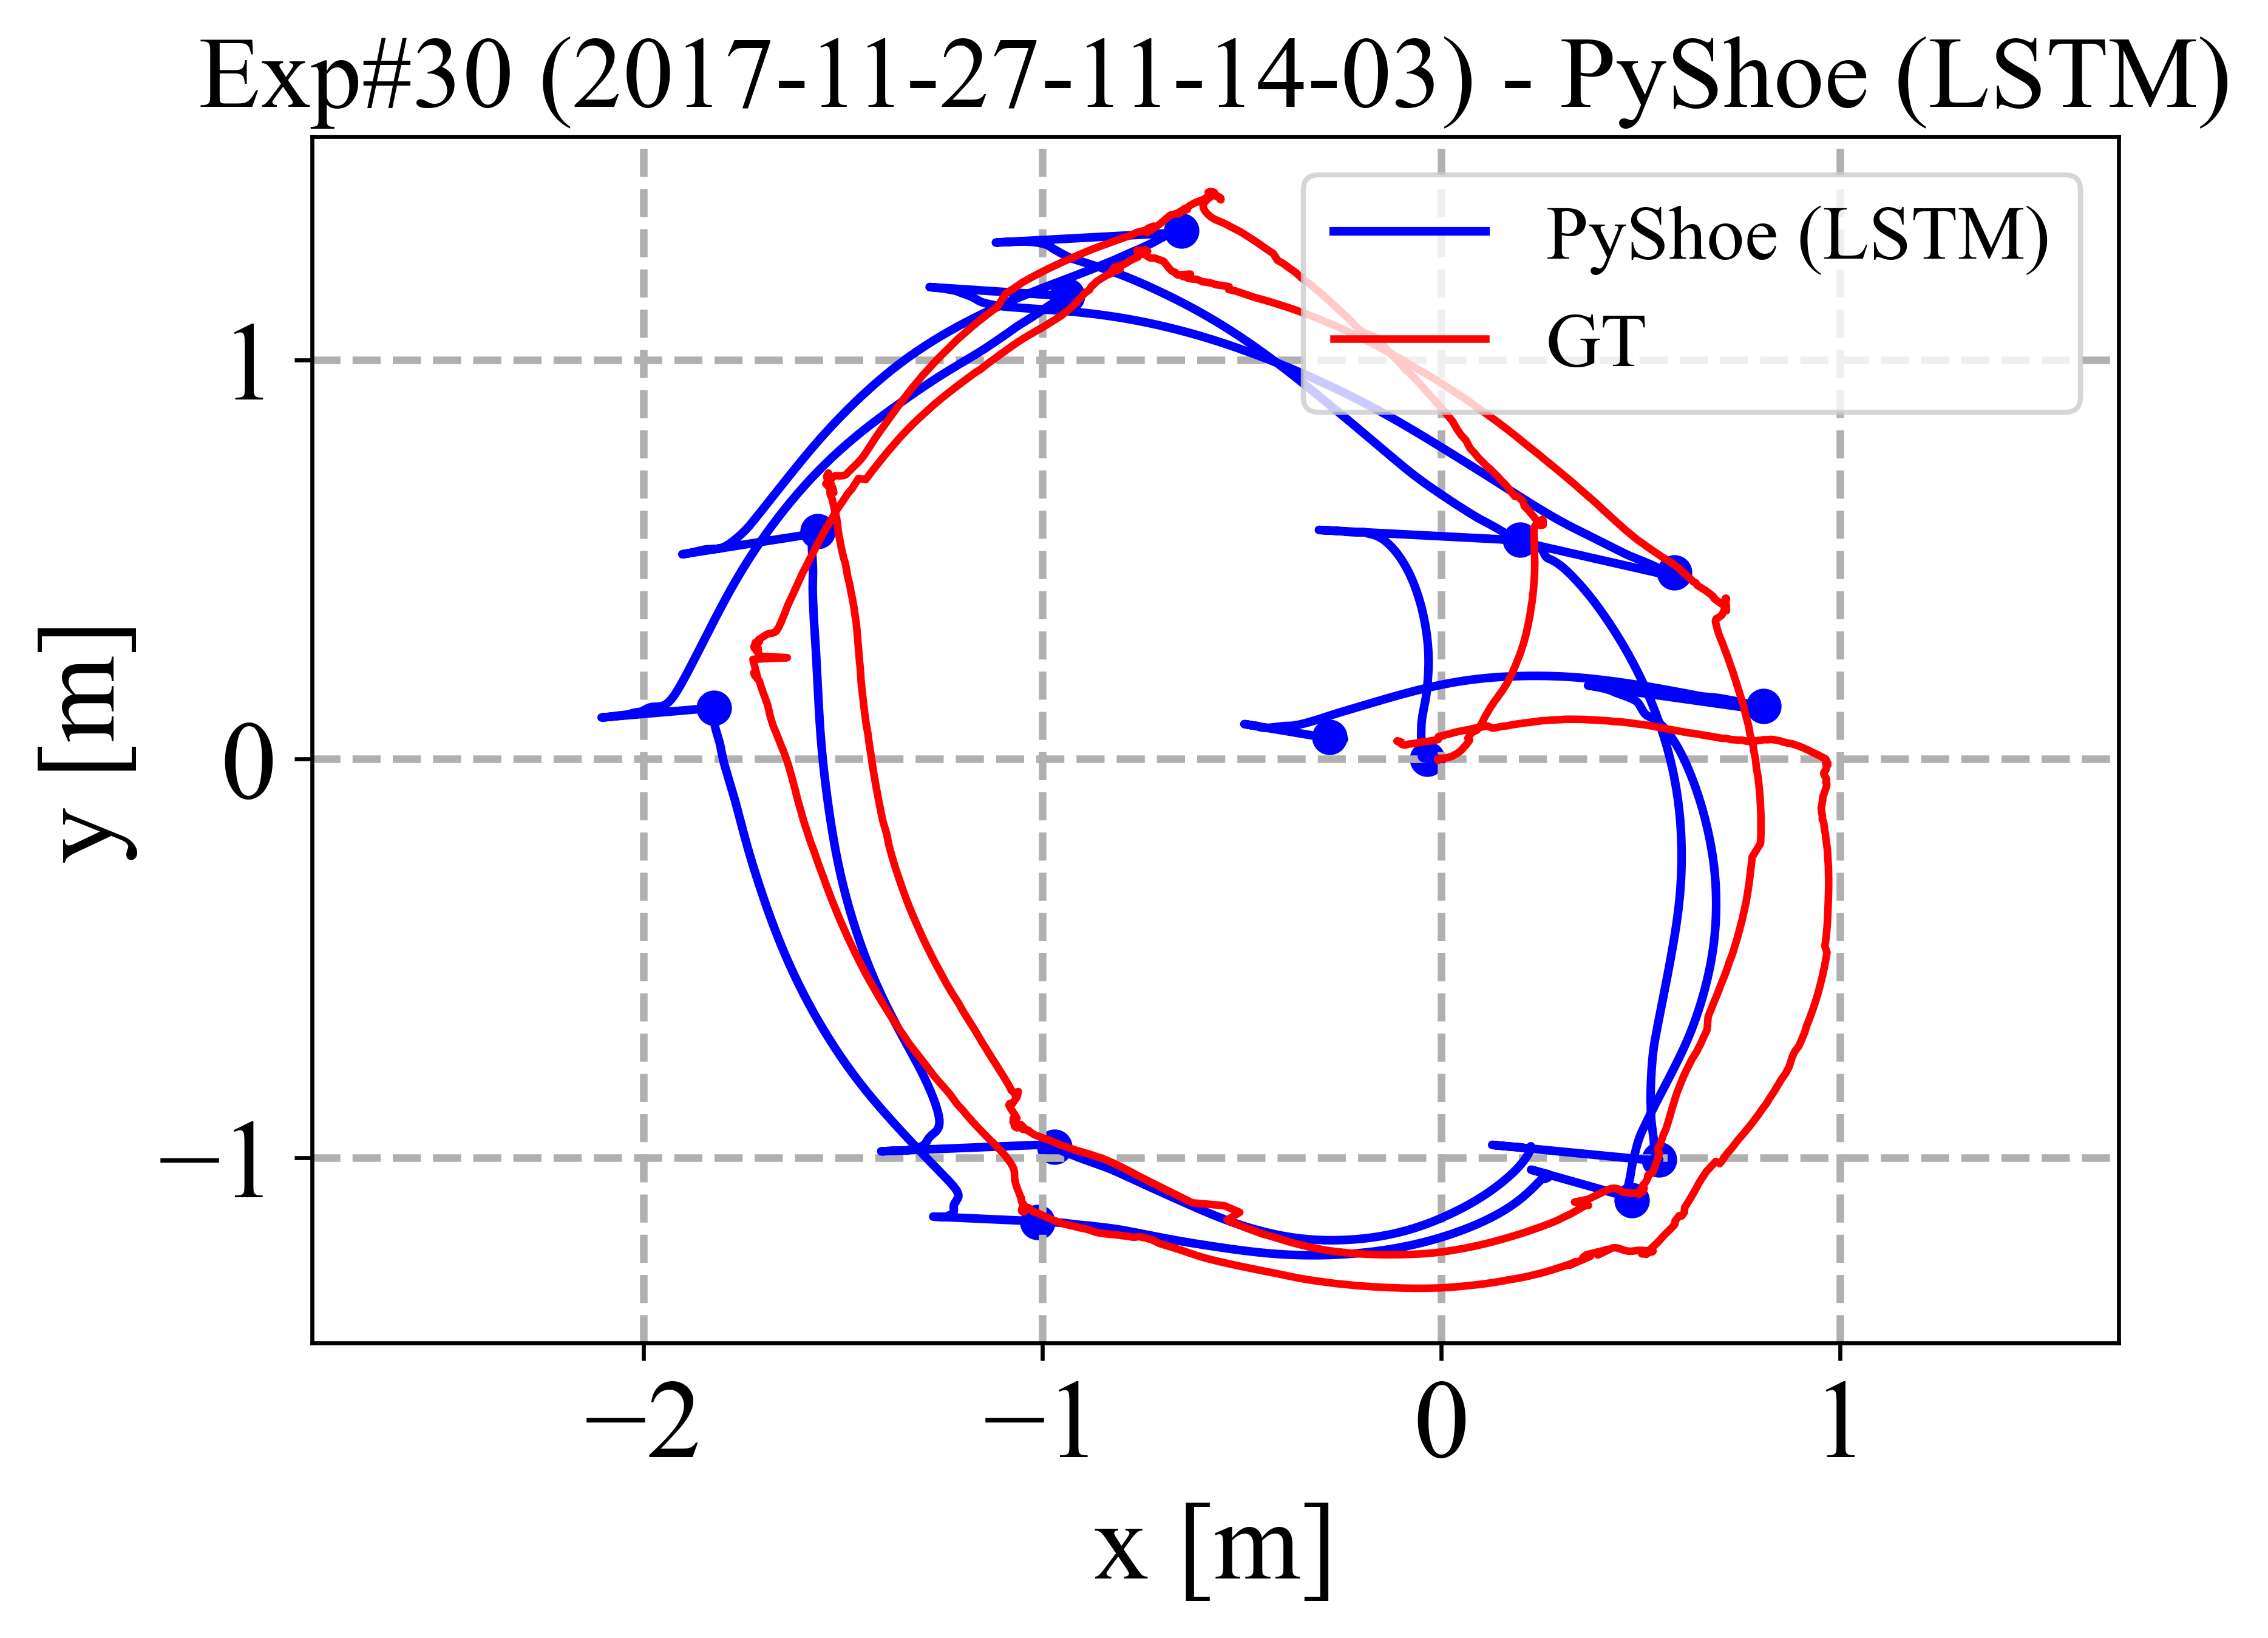 Exp#30 (2017-11-27-11-14-03) - PyShoe (LSTM)
PyShoe (LSTM)
GT
y [m]
1
0
−1
−2
−1
0
1
x [m]